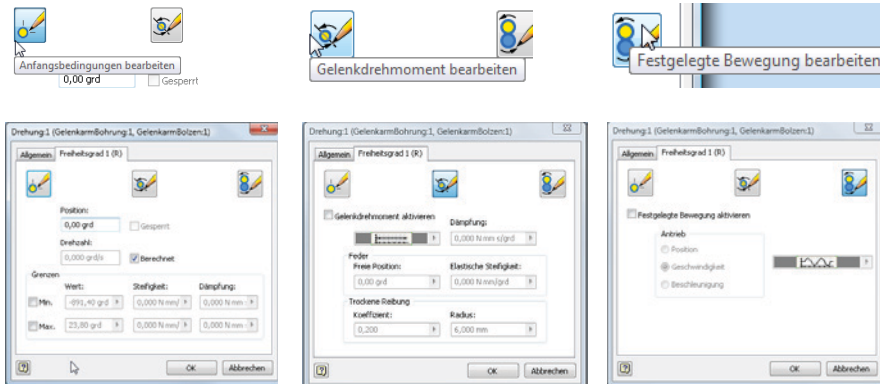 Anfangsbedingungen bearbeiten
0,00 grd Gesperrt
Gelenkdrehmoment bearbeiten
Festgelegte Bewegung bearbeiten
Drehung:1 (GelenkarmBohrung:1, GelenkarmBolzen:1)
Allgemein Freiheitsgrad 1 (R)
Position:
0,00 grd Gesperrt
Drehzahl:
0,000 grd/s Berechnet
Grenzen
Wert: Steifigkeit: Dämpfung:
Min. -891,40 grd 0,000 N mm/ 0,000 N mm
Max. 23,80 grd 0,000 N mm/ 0,000 N mm
OK Abbrechen
Drehung:1 (GelenkarmBohrung:1, GelenkarmBolzen:1)
Allgemein Freiheitsgrad 1 (R)
Gelenkdrehmoment aktivieren
Dämpfung:
0,000 N mm s/grd
Feder
Freie Position: Elastische Steifigkeit:
0,00 grd 0,000 N mm/grd
Trockene Reibung
Koeffizient: Radius:
0,200 6,000 mm
OK Abbrechen
Drehung:1 (GelenkarmBohrung:1, GelenkarmBolzen:1)
Allgemein Freiheitsgrad 1 (R)
Festgelegte Bewegung aktivieren
Antrieb
Position
Geschwindigkeit
Beschleunigung
OK Abbrechen